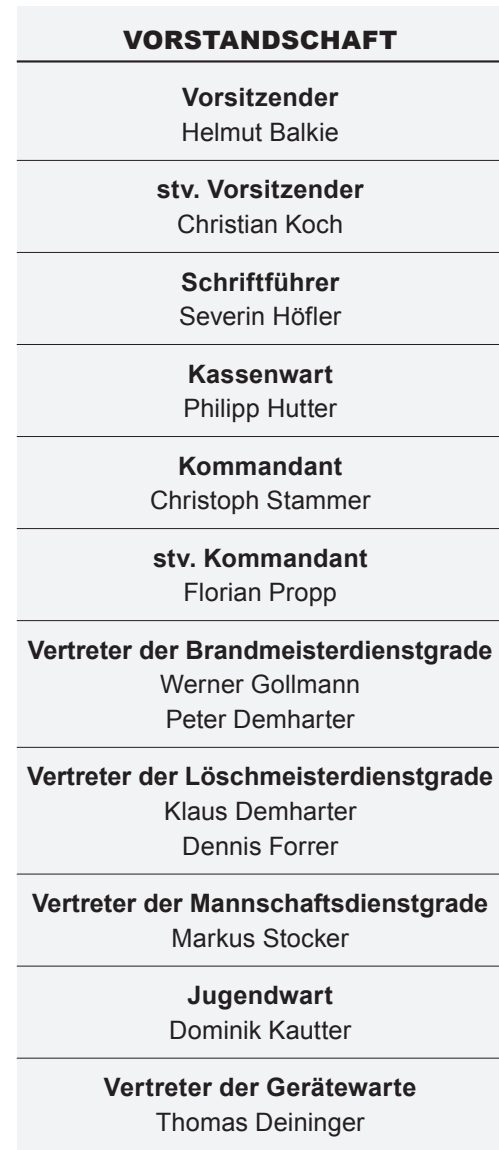 VORSTANDSCHAFT
Vorsitzender
Helmut Balkie
stv. Vorsitzender
Christian Koch
Schriftführer
Severin Höfler
Kassenwart
Philipp Hutter
Kommandant
Christoph Stammer
stv. Kommandant
Florian Propp
Vertreter der Brandmeisterdienstgrade
Werner Gollmann
Peter Demharter
Vertreter der Löschmeisterdienstgrade
Klaus Demharter
Dennis Forrer
Vertreter der Mannschaftsdienstgrade
Markus Stocker
Jugendwart
Dominik Kautter
Vertreter der Gerätewarte
Thomas Deininger